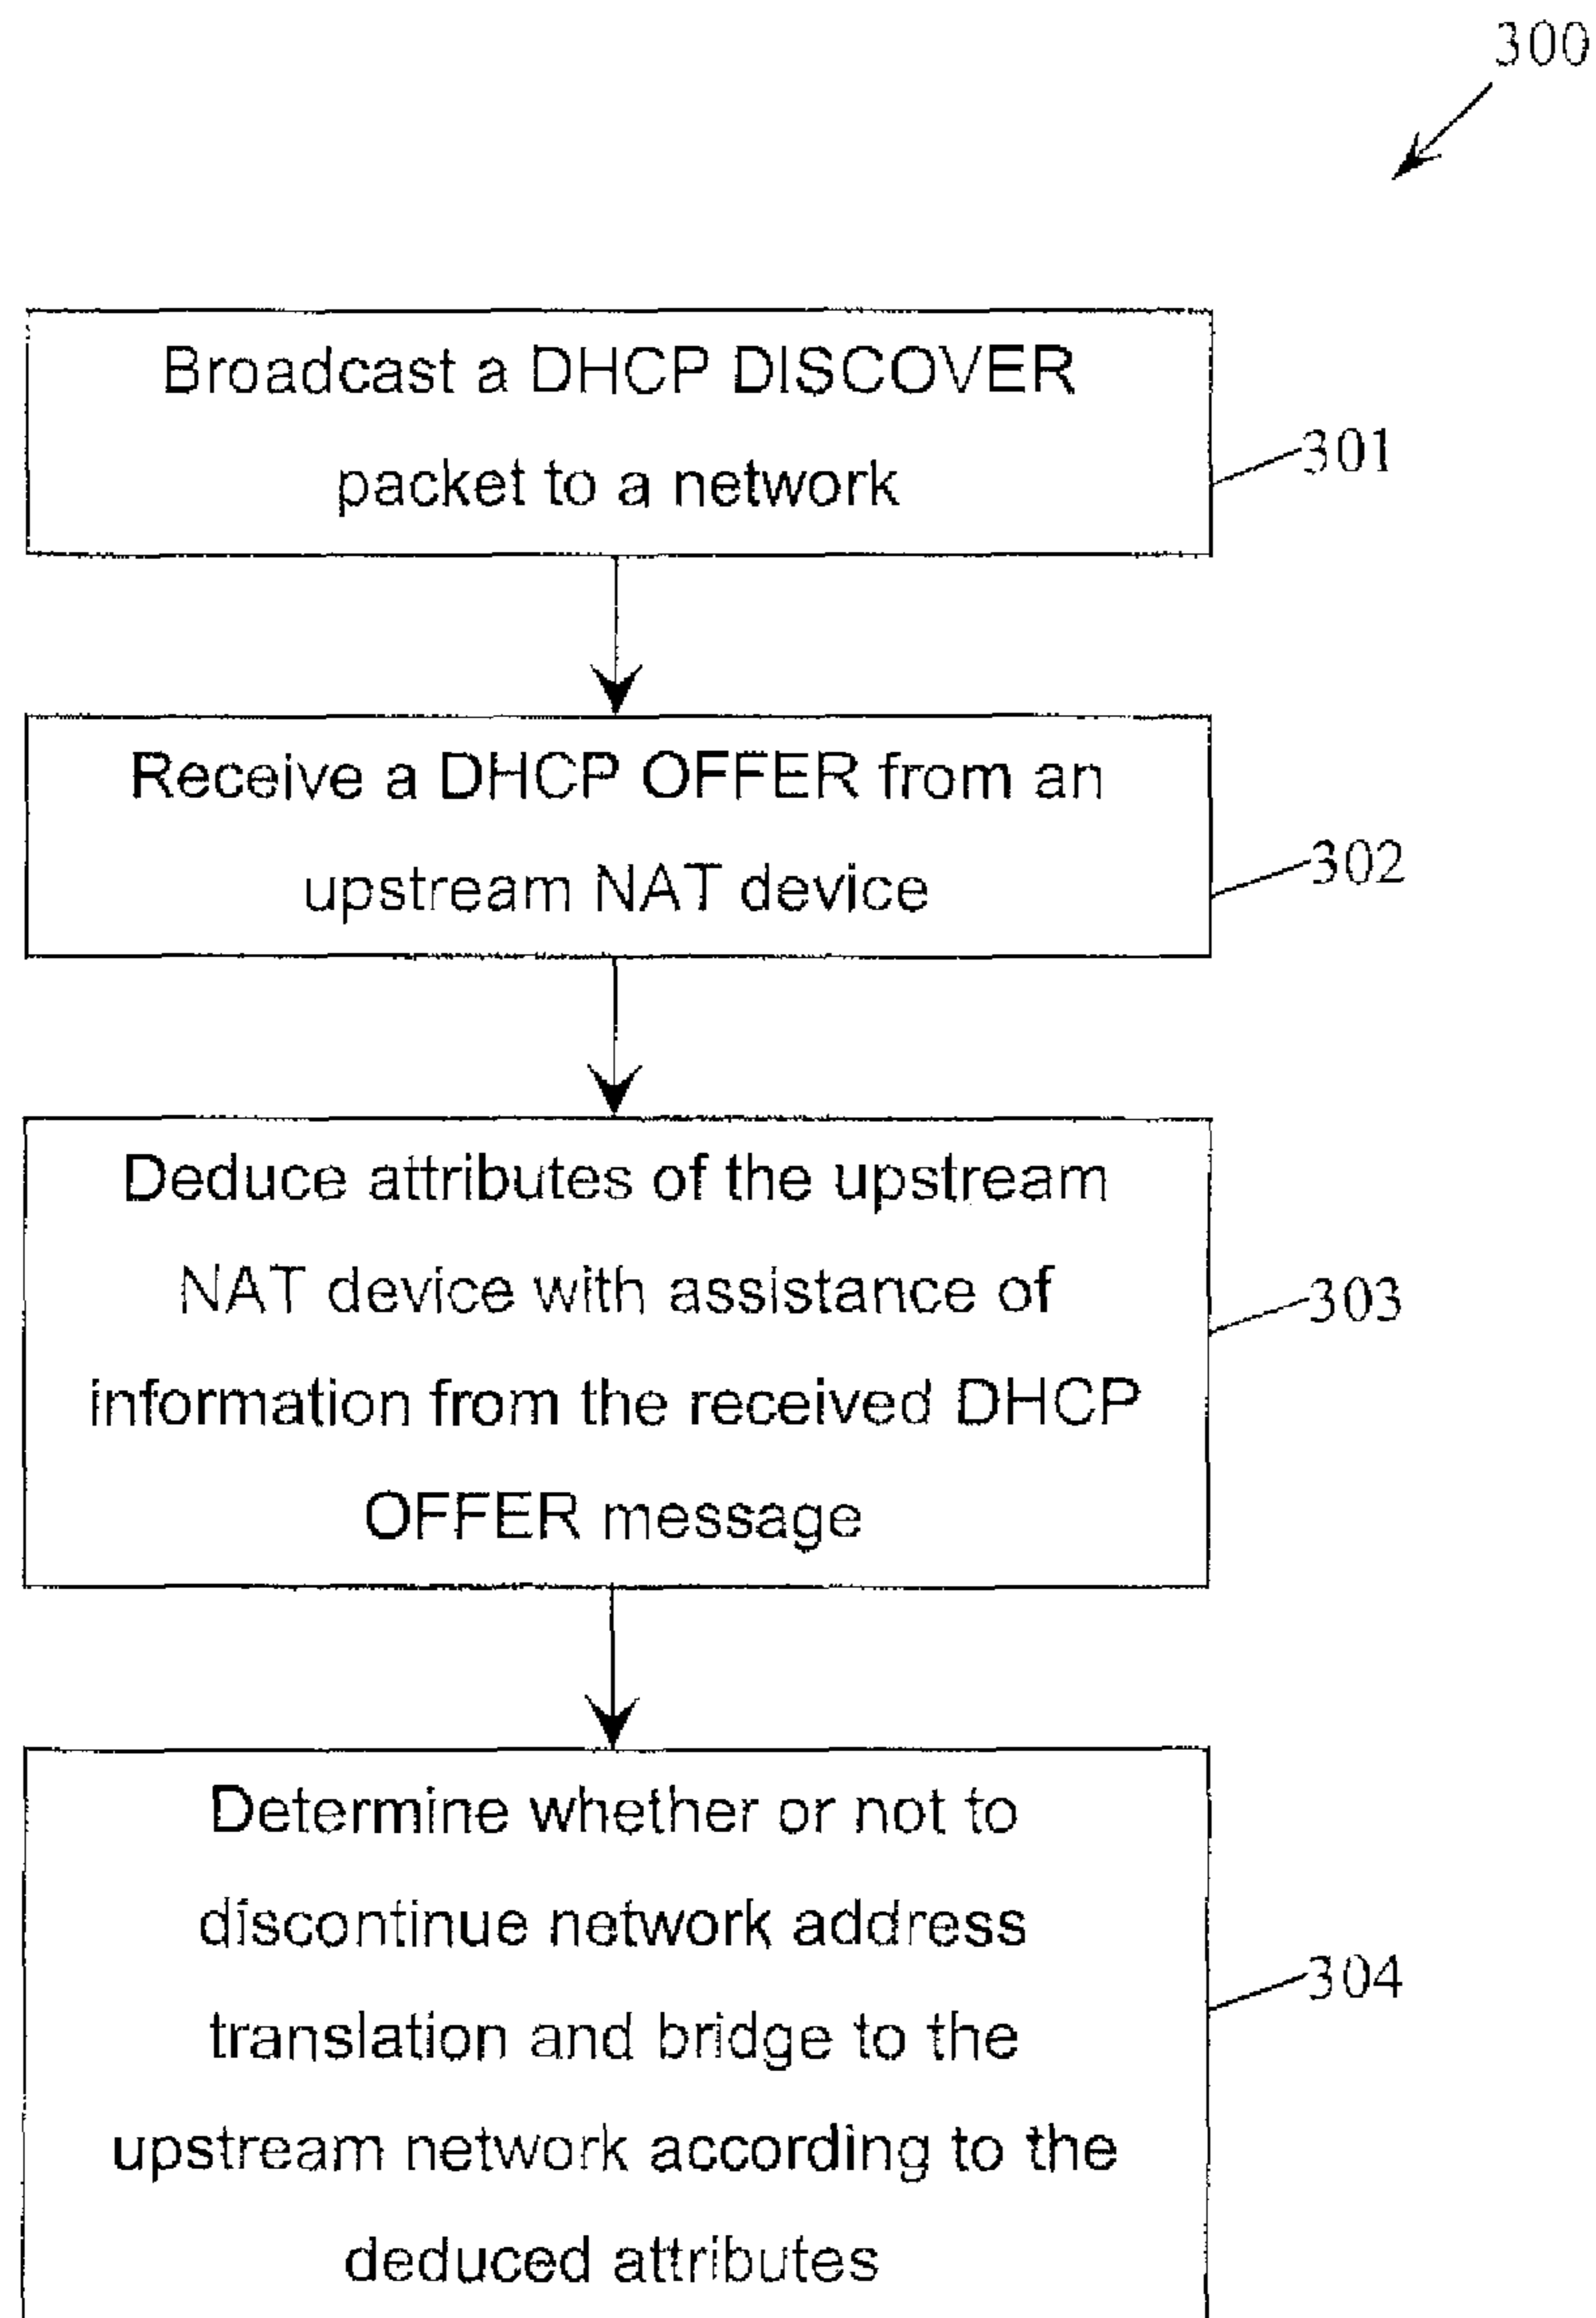 300
Broadcast a DHCP DISCOVER
packet to a network
301
Receive a DHCP OFFER from an
upstream NAT device
302
Deduce attributes of the upstream
NAT device with assistance of
information from the received DHCP
OFFER message
303
Determine whether or not to
discontinue network address
translation and bridge to the
upstream network according to the
deduced attributes
304